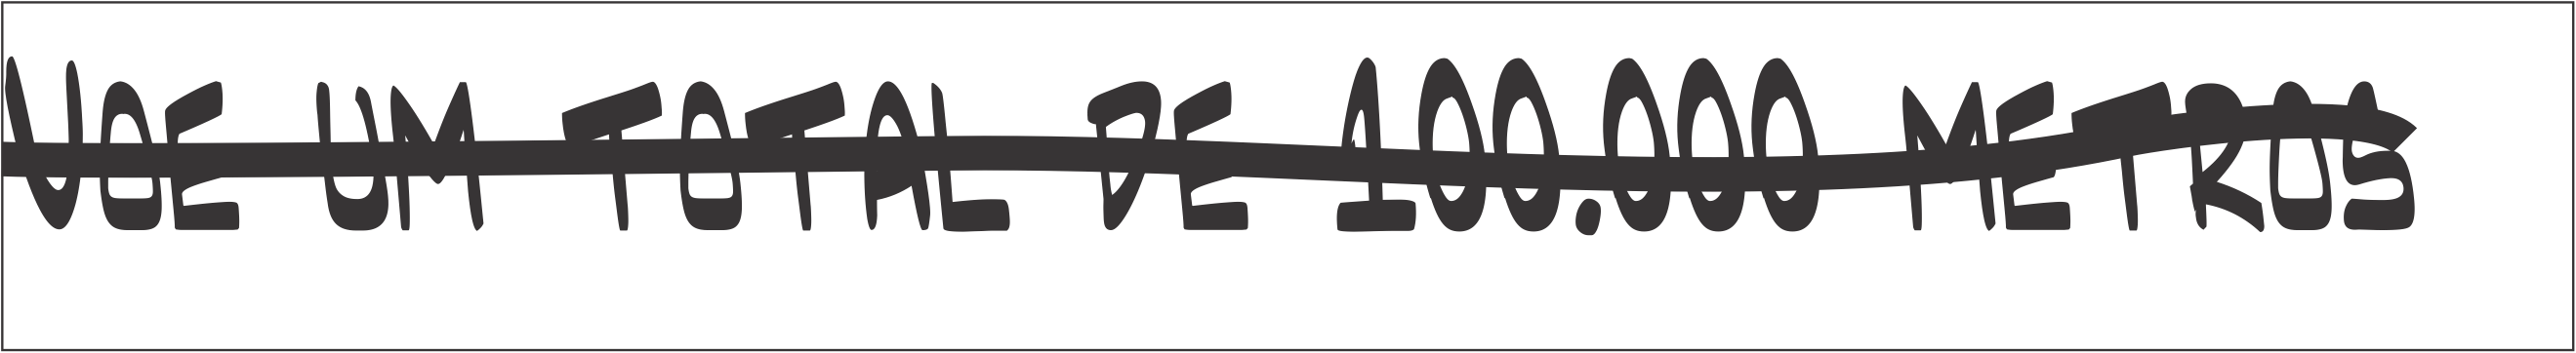 VOE UM TOTAL DE 100.000 METROS